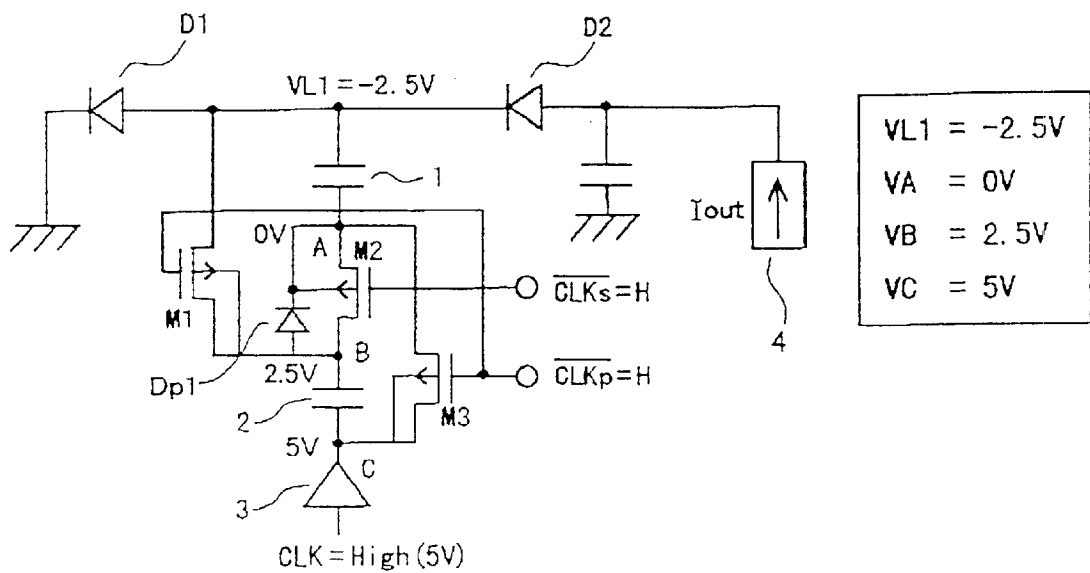 D1
D2
VL1=-2.5V
1
0V
A
M2
M1
Dp1
2.5V
B
2
M3
5V
C
3
CLK=High(5V)
CLKs=H
CLKp=H
Iout
4
VL1 = -2.5V
VA = 0V
VB = 2.5V
VC = 5V